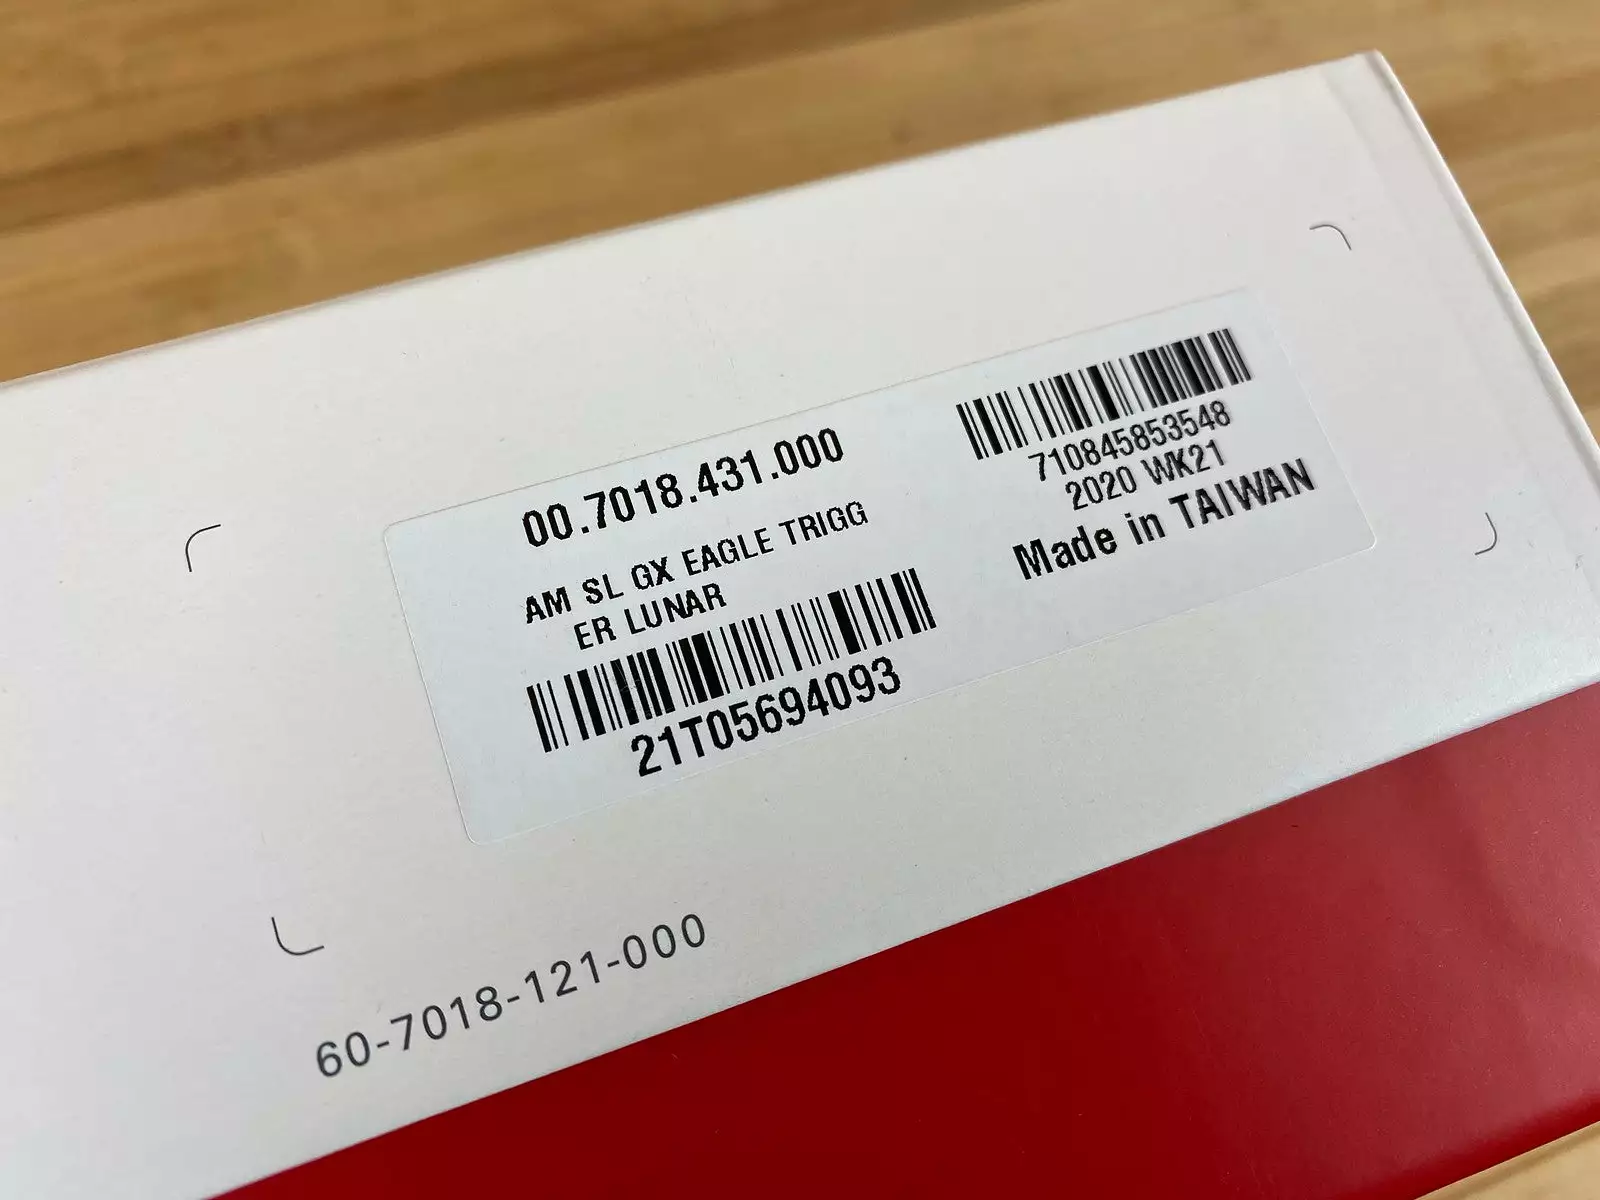 00.7018.431.000
AM SL GX EAGLE TRIGG
ER LUNAR
21T05694093
710845853548
2020 WK21
Made in TAIWAN
60-7018-121-000